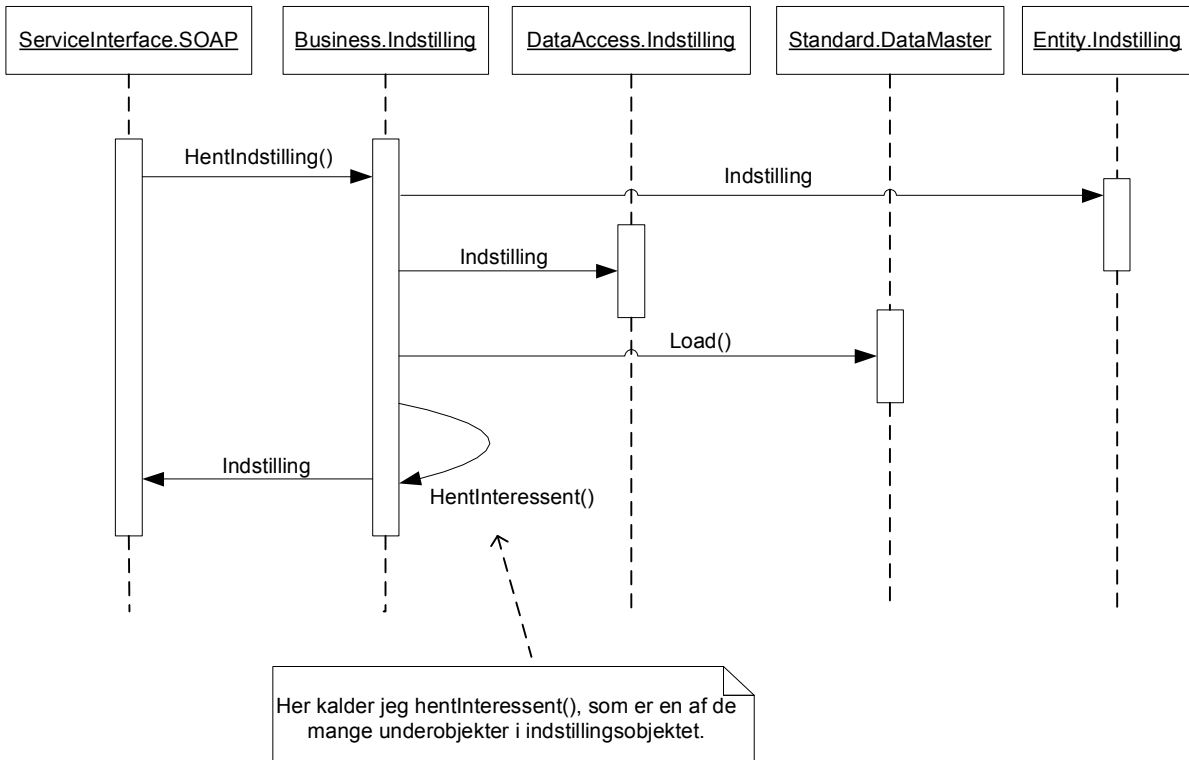 ServiceInterface.SOAP
Business.Indstilling
DataAccess.Indstilling
Standard.DataMaster
Entity.Indstilling
HentIndstilling()
Indstilling
Indstilling
Load()
Indstilling
HentInteressent()
Her kalder jeg hentInteressent(), som er en af de
mange underobjekter i indstillingsobjektet.